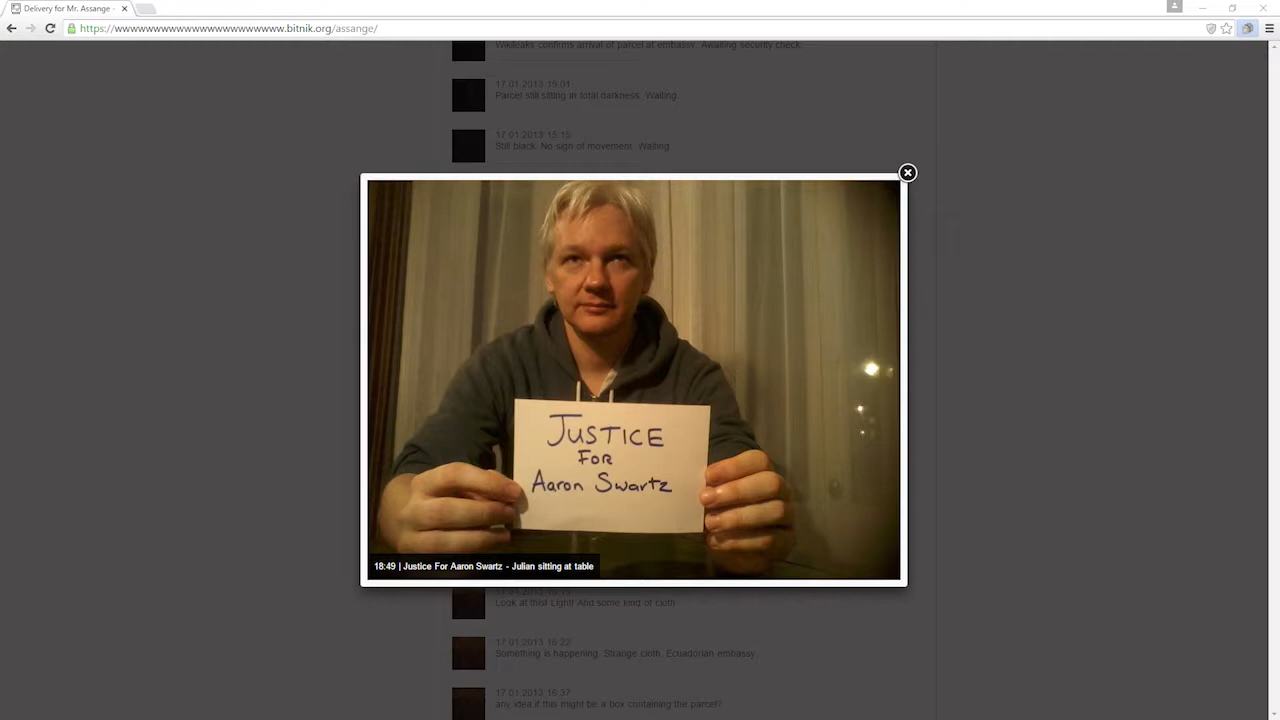 Delivery for Mr. Assange -
https://wwwwwwwwwwwwwwwwwwwwww.bitnik.org/assange/
Wikileaks confirms arrival of parcel at embassy. Awaiting security check.
17.01.2013 15:01
Parcel still sitting in total darkness. Waiting.
17.01.2013 15:15
Still black. No sign of movement. Waiting
JUSTICE
FOR
Aaron Swartz
18:49 | Justice For Aaron Swartz - Julian sitting at table
Look at this! Light! And some kind of cloth
17.01.2013 16:22
Something is happening. Strange cloth. Ecuadorian embassy.
17.01.2013 16:37
any idea if this might be a box containing the parcel?